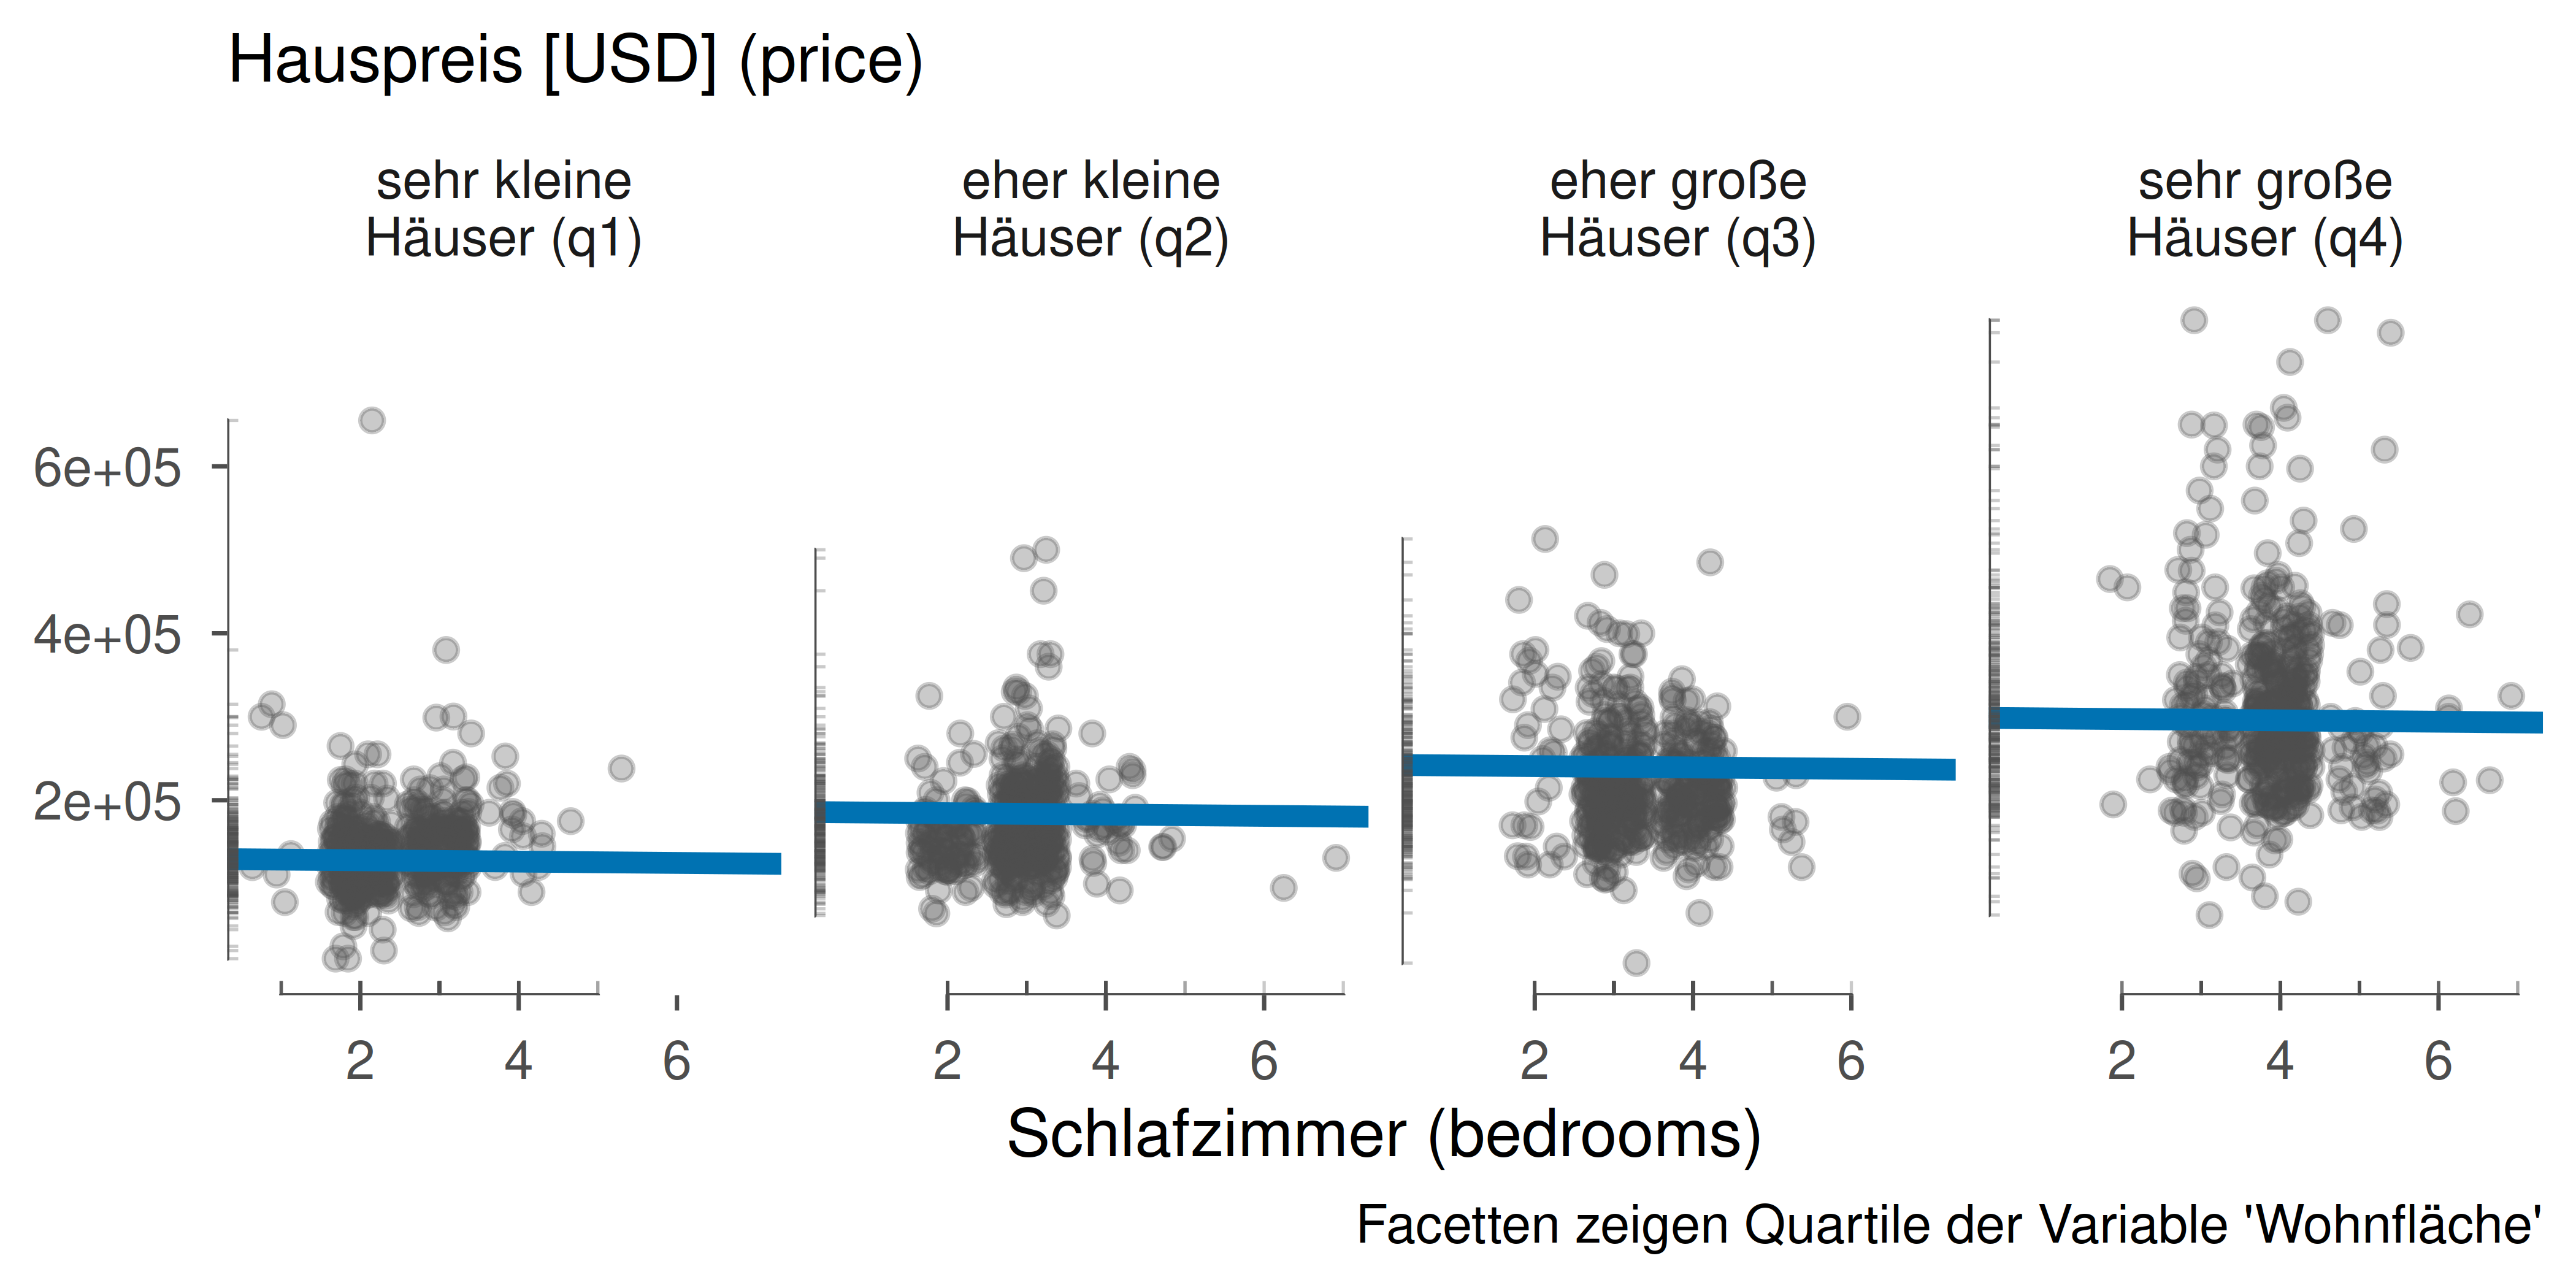 Hauspreis [USD] (price)
sehr kleine
Häuser (q1)
eher kleine
Häuser (q2)
eher große
Häuser (q3)
sehr große
Häuser (q4)
6e+05
4e+05
2e+05
2 4 6
2 4 6
2 4 6
2 4 6
Schlafzimmer (bedrooms)
Facetten zeigen Quartile der Variable 'Wohnfläche'